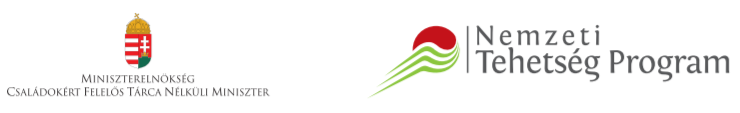 MINISZTERELNÖKSÉG
CSALÁDOKÉRT FELELŐS TÁRCA NÉLKÜLI MINISZTER
Nemzeti
Tehetség Program